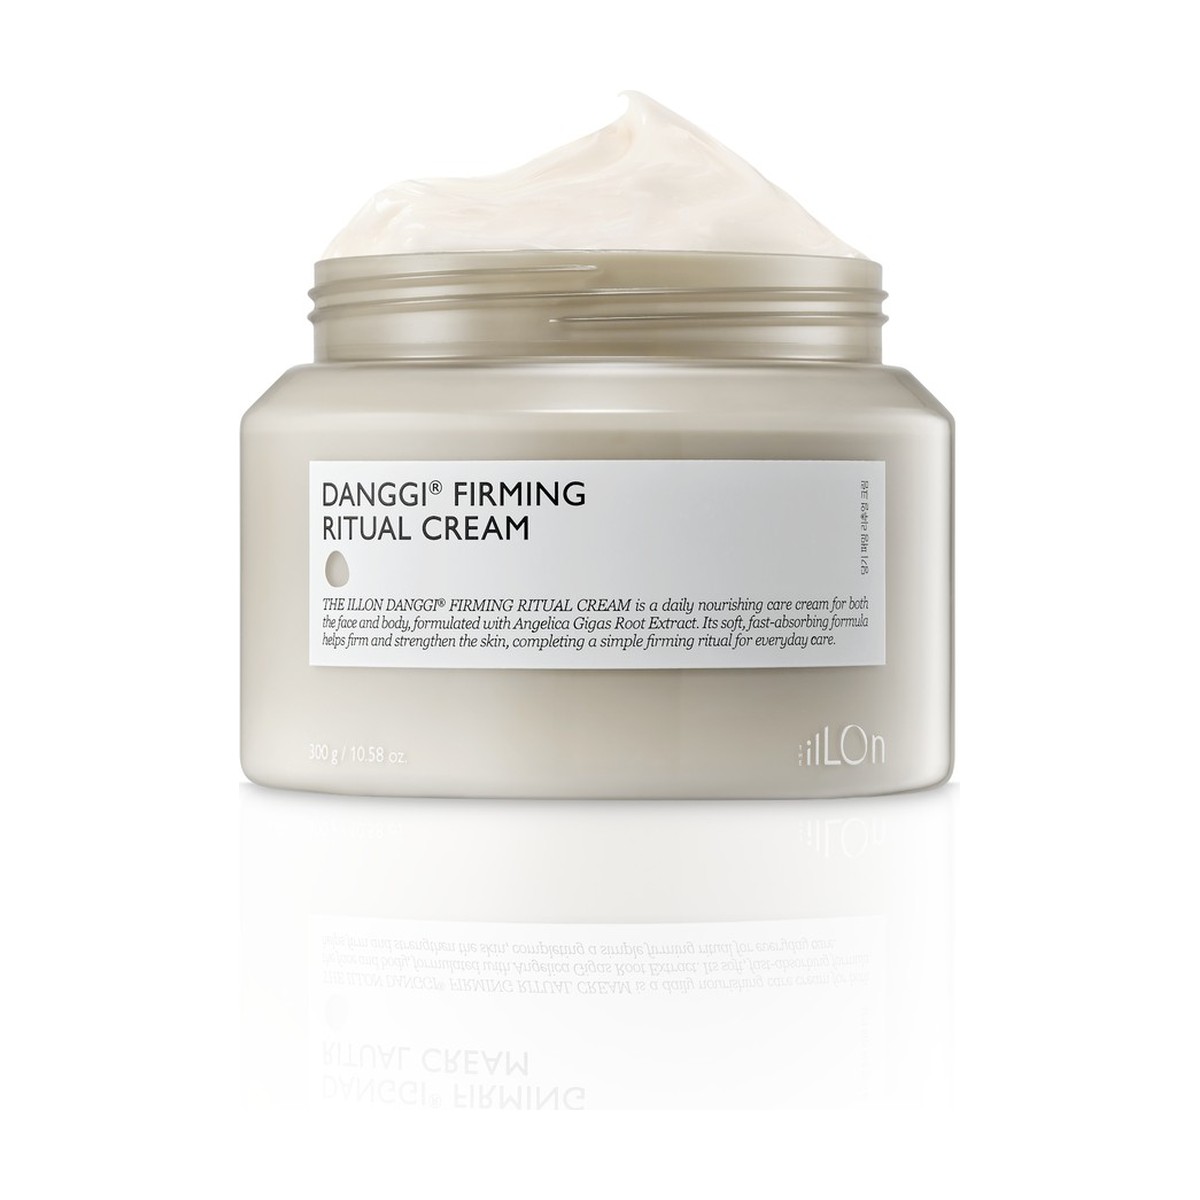 DANGGI® FIRMING
RITUAL CREAM
THE ILLON DANGGI® FIRMING RITUAL CREAM is a daily nourishing care cream for both
the face and body, formulated with Angelica Gigas Root Extract. Its soft, fast-absorbing formula
helps firm and strengthen the skin, completing a simple firming ritual for everyday care.
300 g / 10.58 oz.
illOn